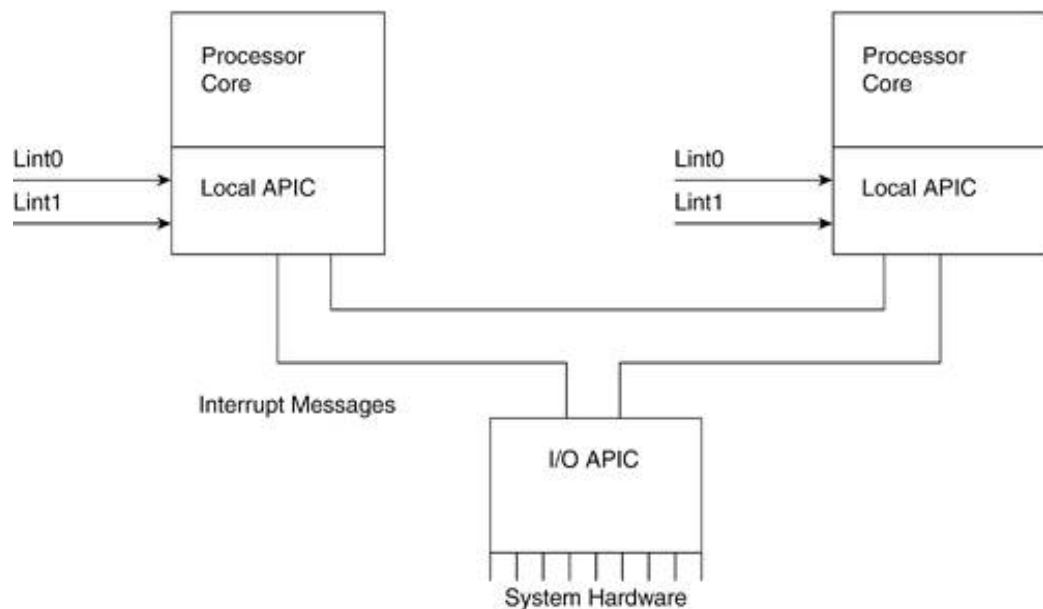 Processor
Core
Processor
Core
Lint0
Local APIC
Lint1
Lint0
Local APIC
Lint1
Interrupt Messages
I/O APIC
System Hardware